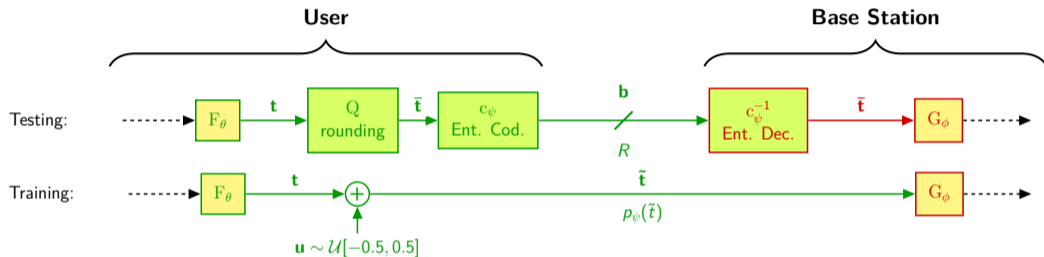 User
Base Station
Testing:
F_θ
t
Q
rounding
t̄
c_ψ
Ent. Cod.
b
R
c_ψ^{-1}
Ent. Dec.
t̄
G_ϕ
Training:
F_θ
t
+
t̃
p_ψ(t̃)
G_ϕ
u ∼ 𝒰[−0.5, 0.5]